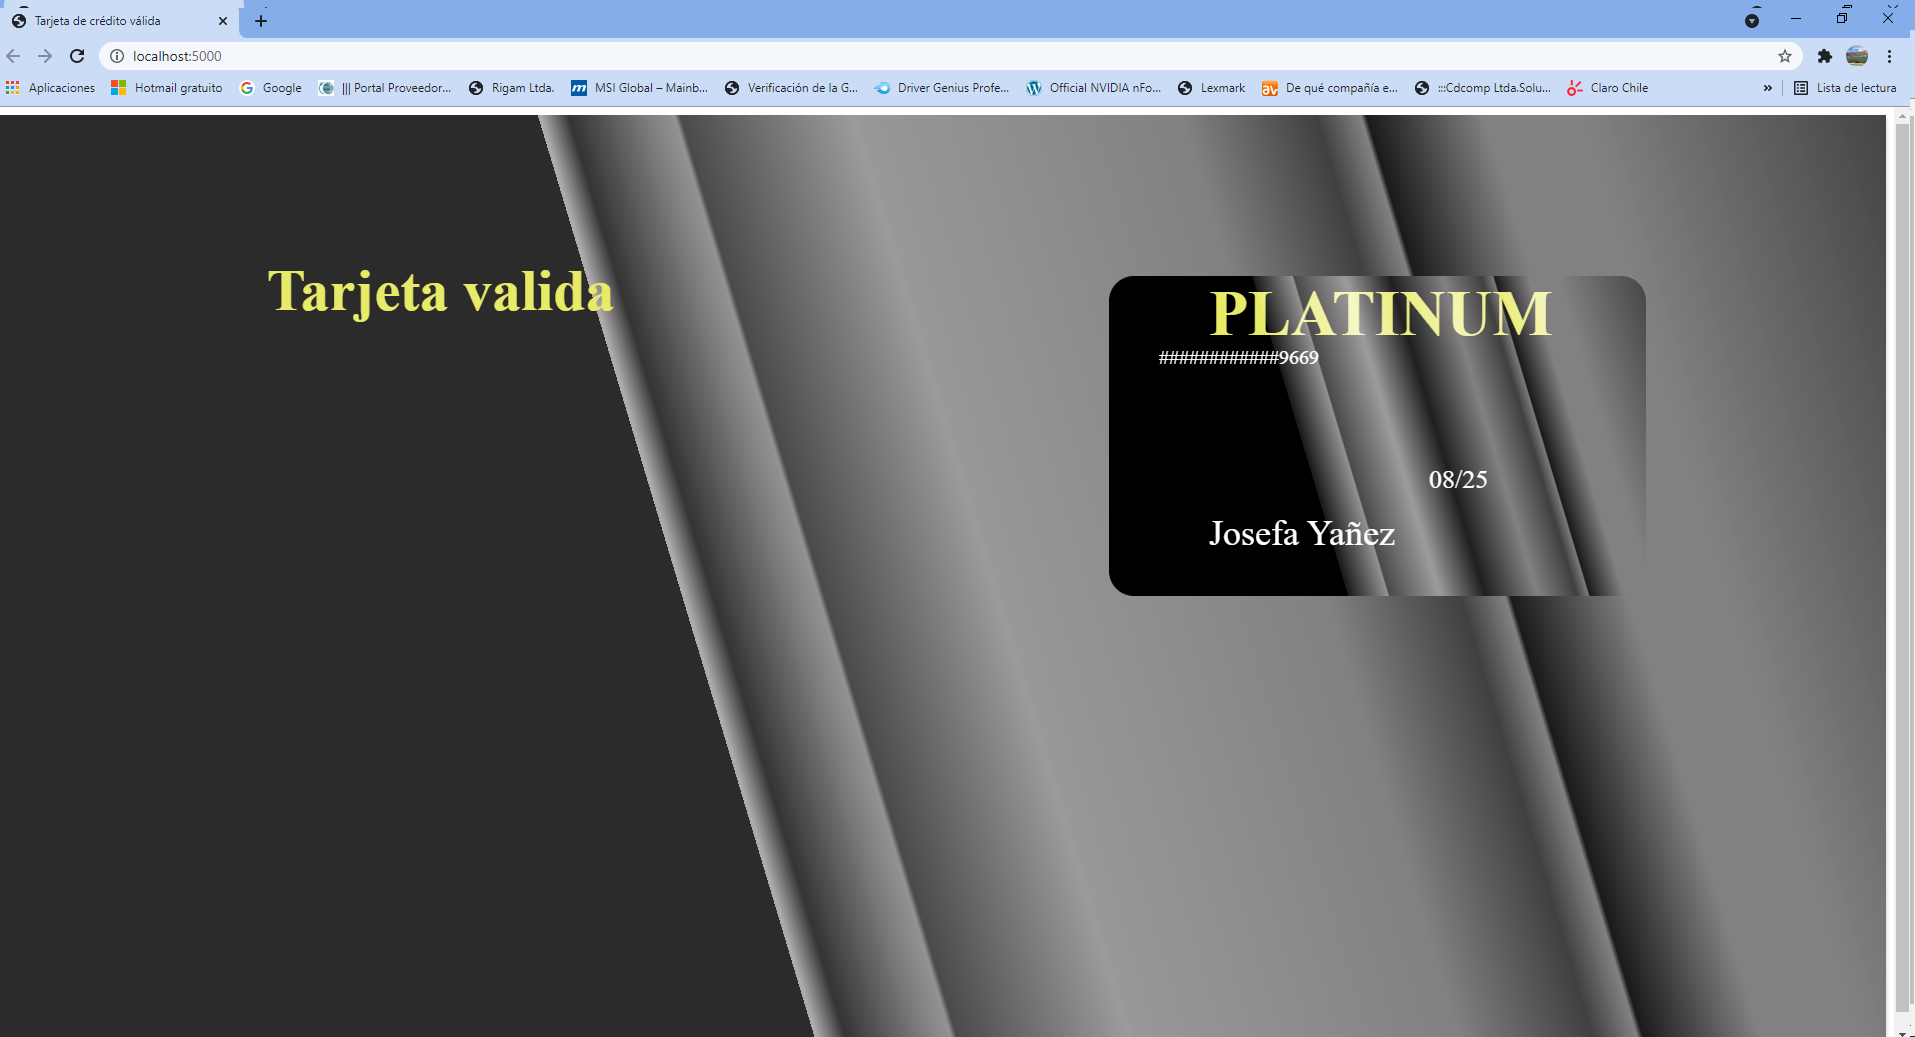 Tarjeta de crédito válida
localhost:5000
Aplicaciones
Hotmail gratuito
Google
||| Portal Proveedor...
Rigam Ltda.
MSI Global – Mainb...
Verificación de la G...
Driver Genius Profe...
Official NVIDIA nFo...
Lexmark
De qué compañía e...
:::Cdcomp Ltda.Solu...
Claro Chile
»
Lista de lectura
Tarjeta valida
PLATINUM
############9669
08/25
Josefa Yañez